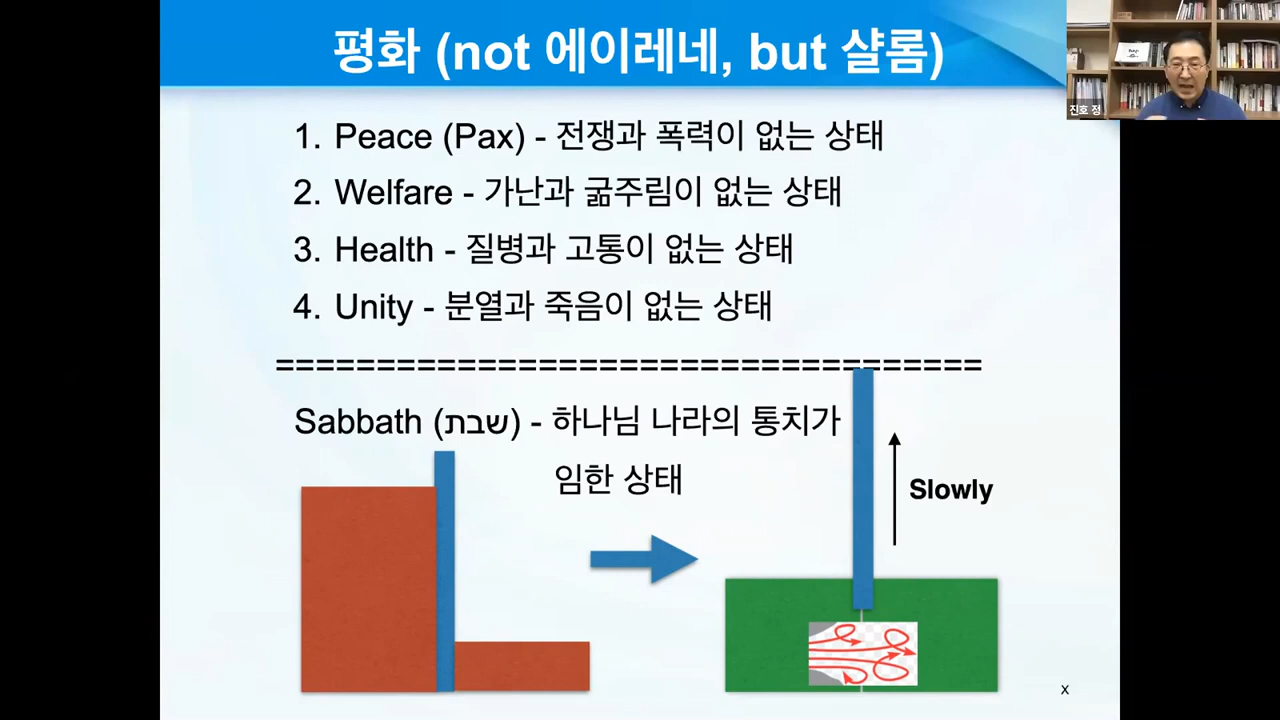 평화 (not 에이레네, but 샬롬)
진호 정
1. Peace (Pax) - 전쟁과 폭력이 없는 상태
2. Welfare - 가난과 굶주림이 없는 상태
3. Health - 질병과 고통이 없는 상태
4. Unity - 분열과 죽음이 없는 상태
===================================
Sabbath (שבת) - 하나님 나라의 통치가
임한 상태
Slowly
x